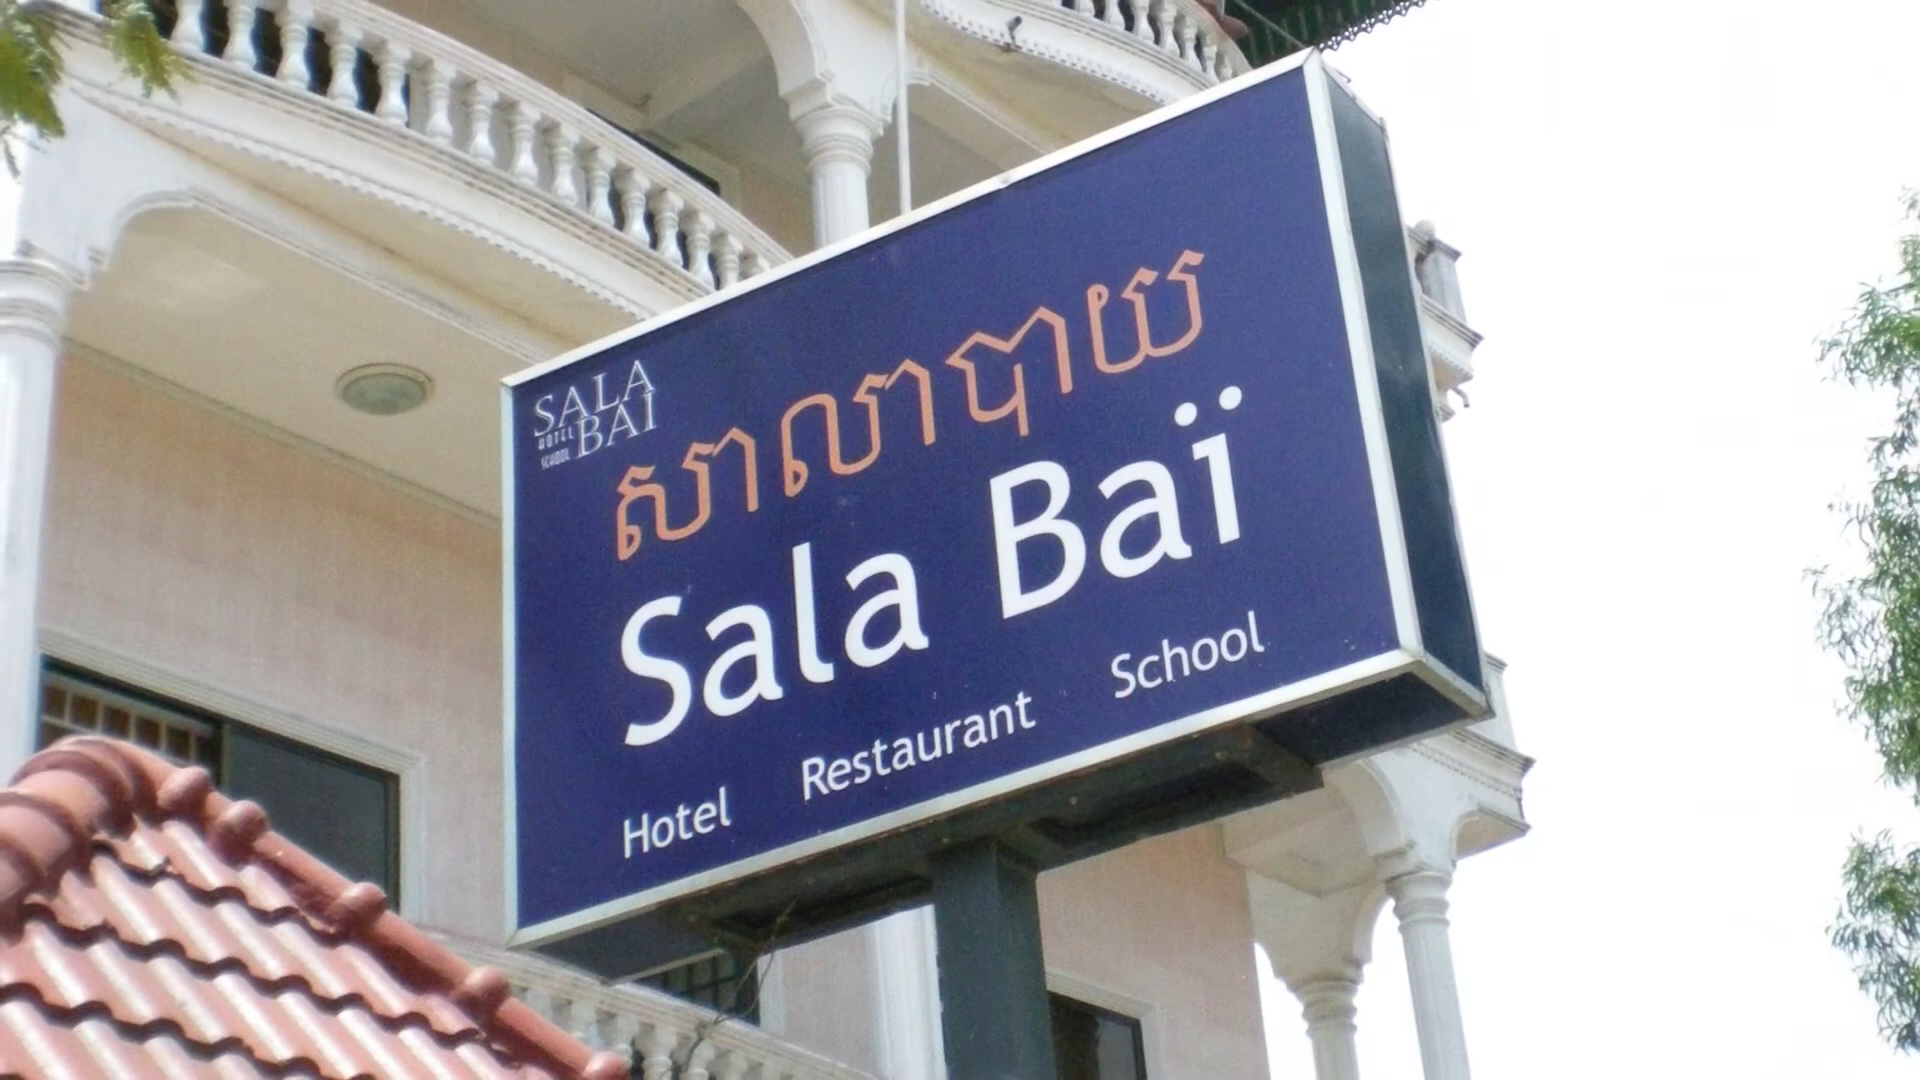 SALA
BAI
HOTEL
SCHOOL
សាលាបាយ
Sala Baï
Hotel Restaurant School